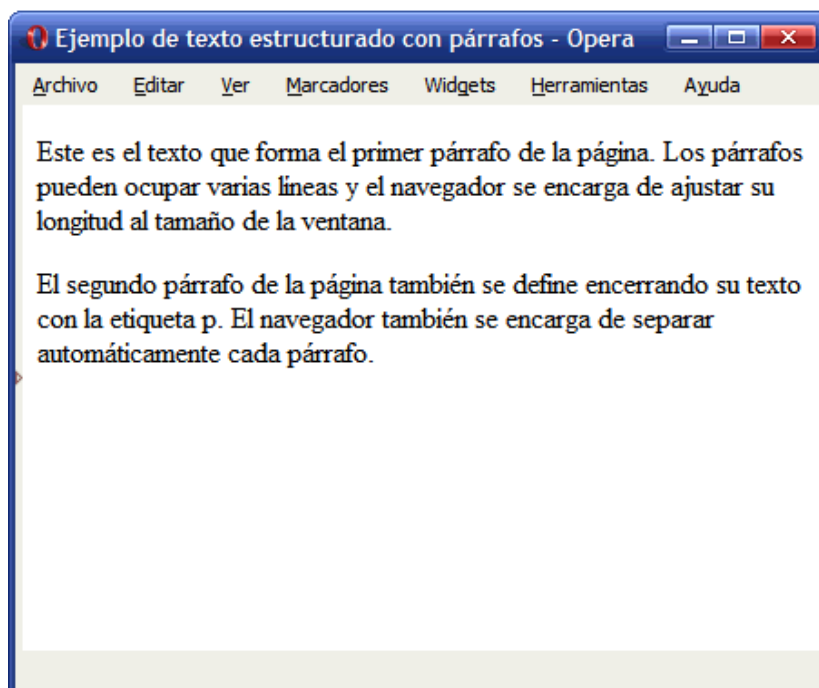 Ejemplo de texto estructurado con párrafos - Opera
Archivo Editar Ver Marcadores Widgets Herramientas Ayuda
Este es el texto que forma el primer párrafo de la página. Los párrafos
pueden ocupar varias líneas y el navegador se encarga de ajustar su
longitud al tamaño de la ventana.
El segundo párrafo de la página también se define encerrando su texto
con la etiqueta p. El navegador también se encarga de separar
automáticamente cada párrafo.